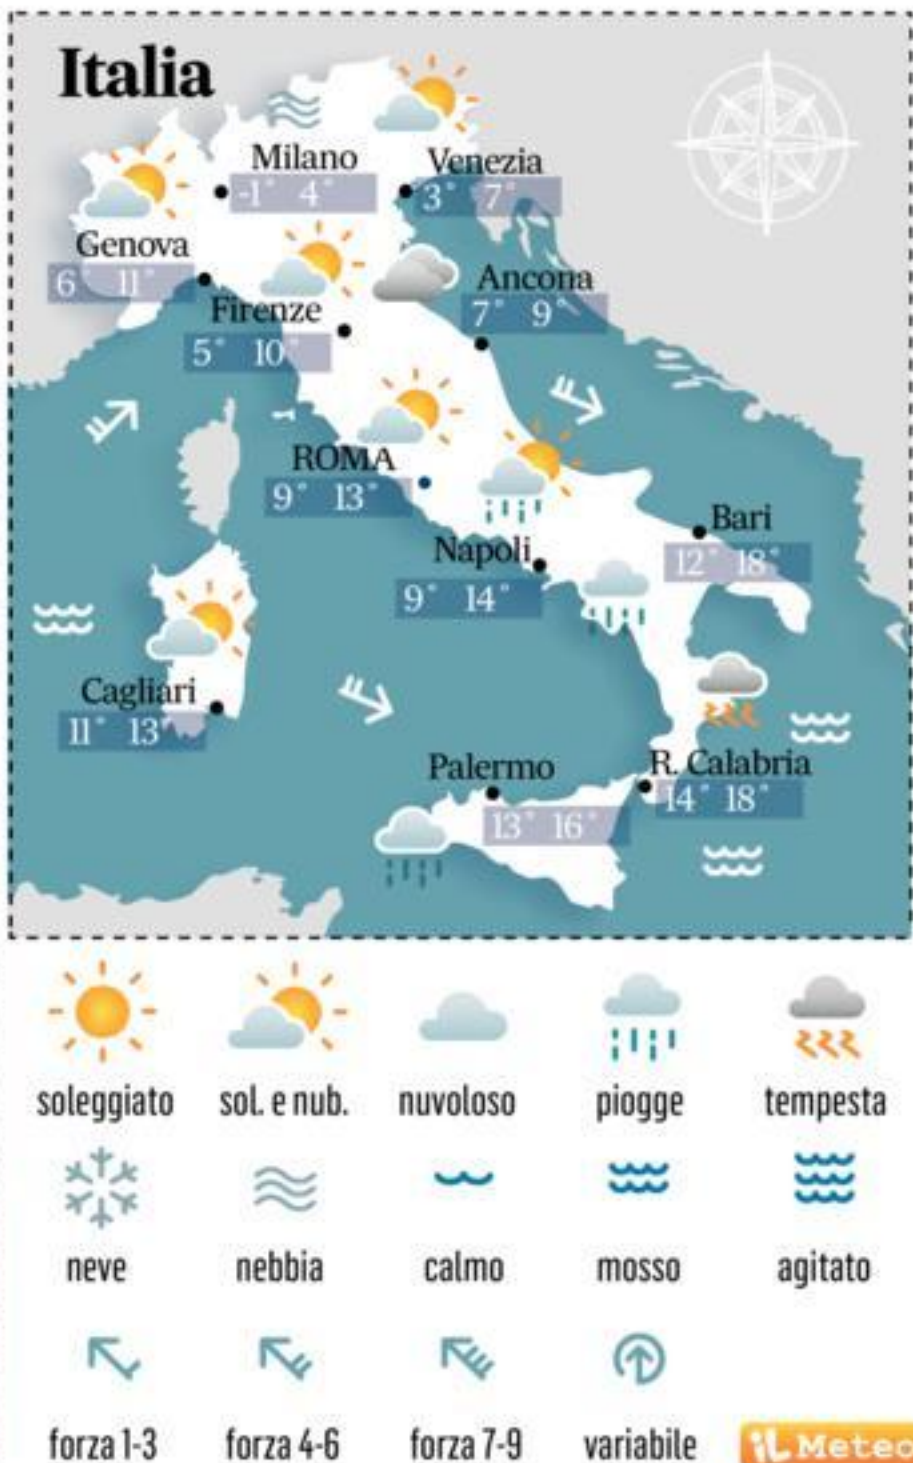 Italia
Milano
-1° 4°
Venezia
3° 7°
Genova
6° 11°
Ancona
7° 9°
Firenze
5° 10°
ROMA
9° 13°
Bari
12° 18°
Napoli
9° 14°
Cagliari
11° 13°
Palermo
13° 16°
R. Calabria
14° 18°
soleggiato sol. e nub. nuvoloso piogge tempesta
neve nebbia calmo mosso agitato
forza 1-3 forza 4-6 forza 7-9 variabile
iL Meteo